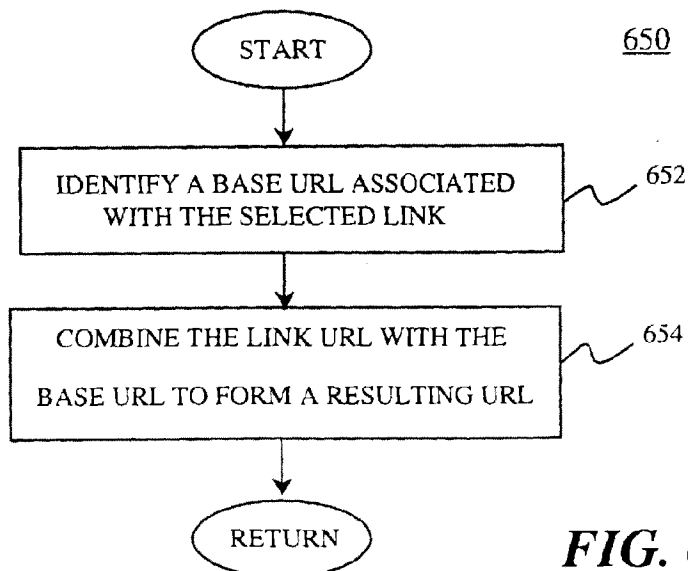 START
650
IDENTIFY A BASE URL ASSOCIATED
WITH THE SELECTED LINK
652
COMBINE THE LINK URL WITH THE
BASE URL TO FORM A RESULTING URL
654
RETURN
FIG.